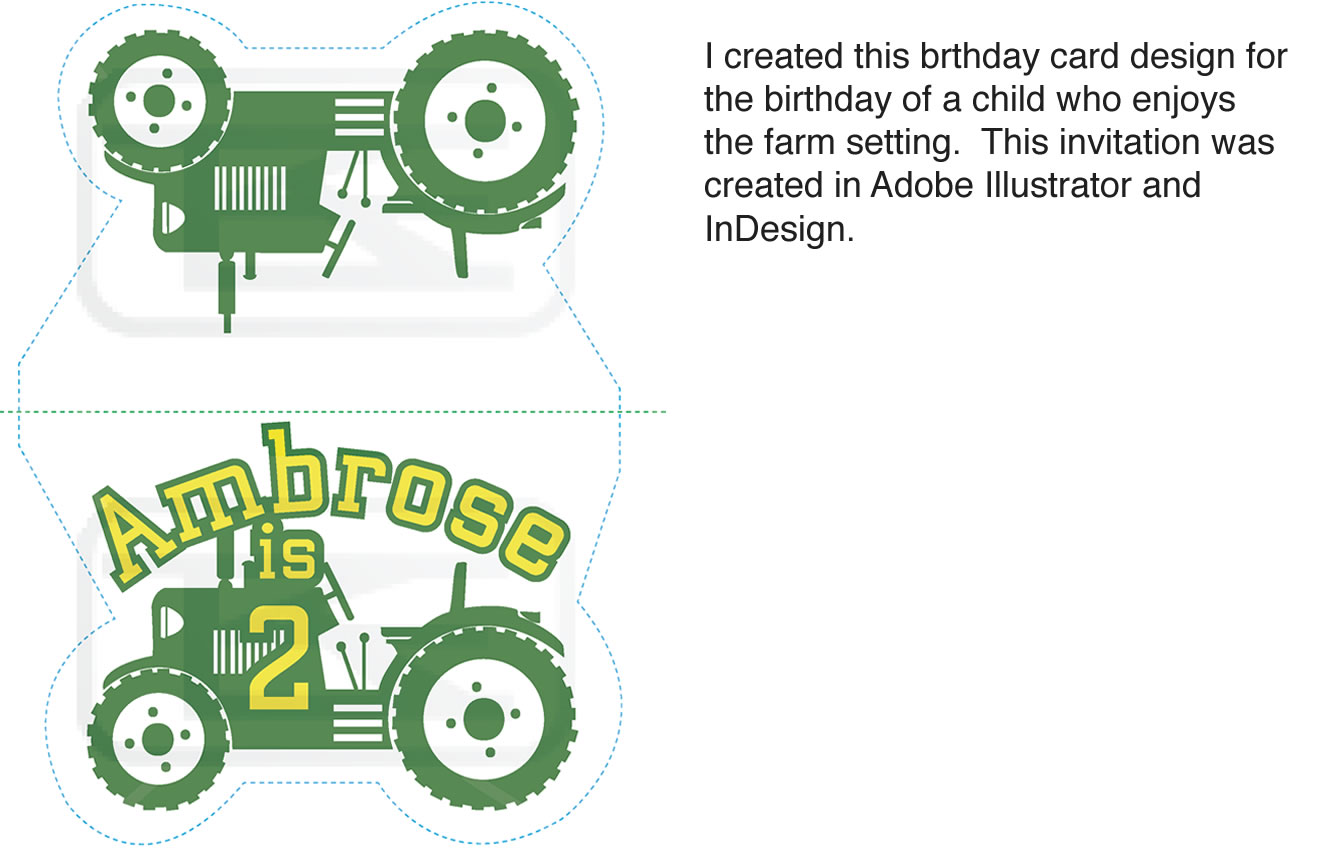 I created this brthday card design for
the birthday of a child who enjoys
the farm setting.  This invitation was
created in Adobe Illustrator and
InDesign.
Ambrose
is
2